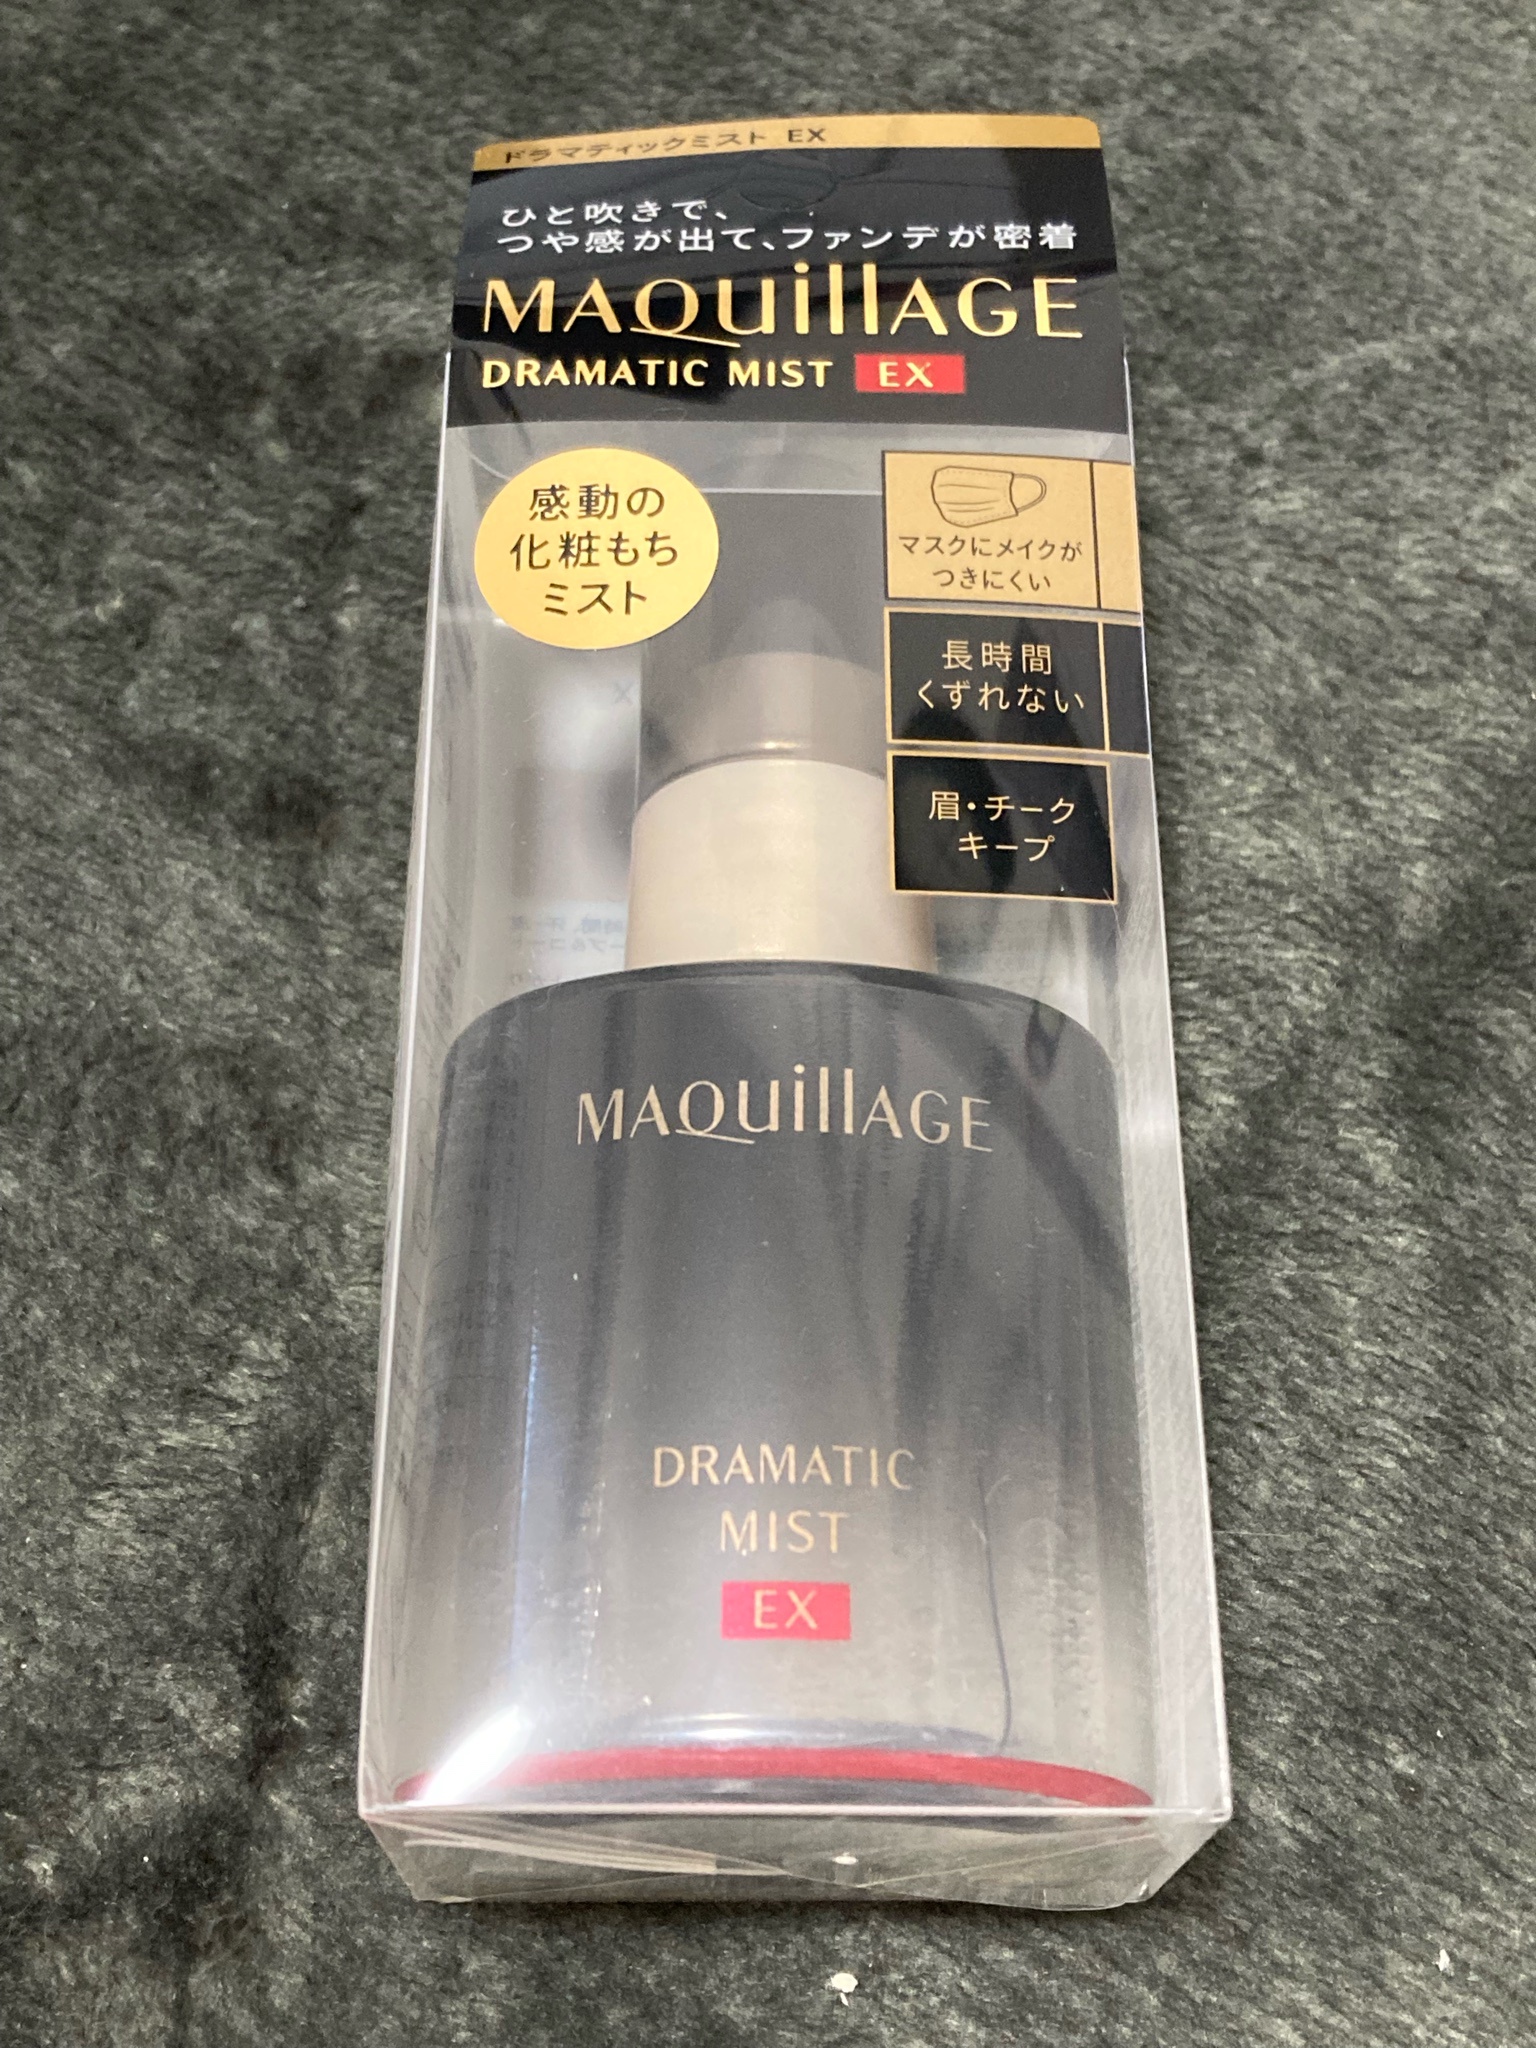 ドラマティックミスト EX
ひと吹きで、
つや感が出て、ファンデが密着
MAQuillAGE
DRAMATIC MIST EX
感動の
化粧もち
ミスト
マスクにメイクが
つきにくい
長時間
くずれない
眉・チーク
キープ
MAQuillAGE
DRAMATIC
MIST
EX